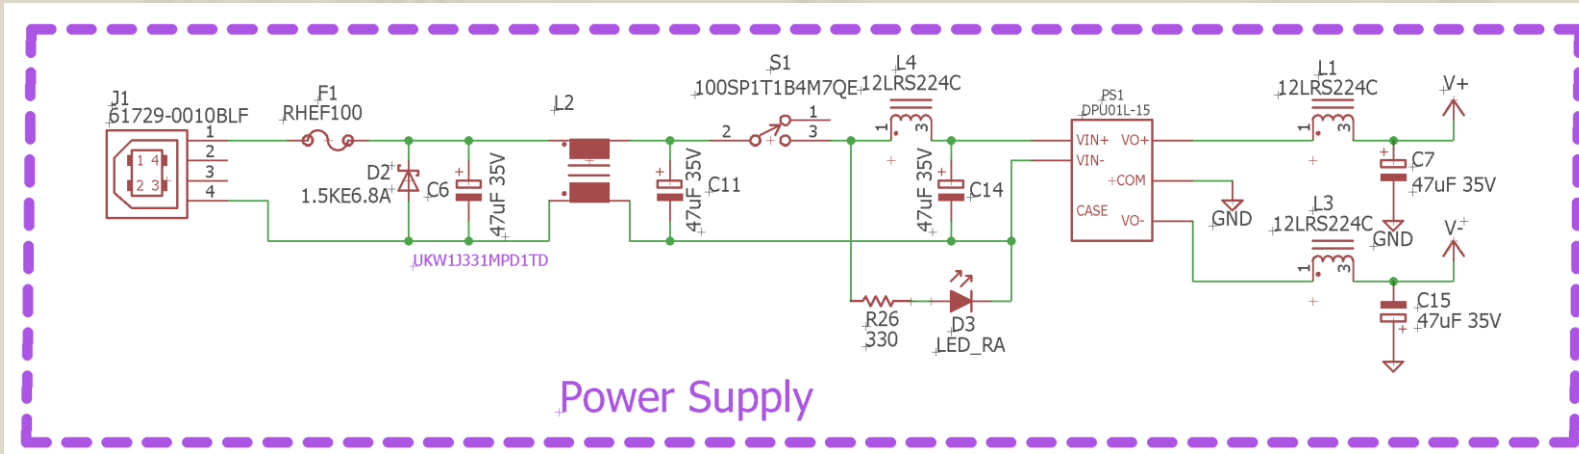 J1
61729-0010BLF
1
2
3
4
1 4
2 3
F1
RHEF100
D2
1.5KE6.8A
C6
47uF 35V
UKW1J331MPD1TD
L2
C11
47uF 35V
S1
100SP1T1B4M7QE
2
1
3
L4
12LRS224C
1
3
C14
47uF 35V
R26
330
D3
LED_RA
PS1
DPU01L-15
VIN+
VO+
VIN-
COM
CASE
VO-
GND
L1
12LRS224C
1
3
V+
C7
47uF 35V
GND
L3
12LRS224C
1
3
V-
C15
47uF 35V
Power Supply